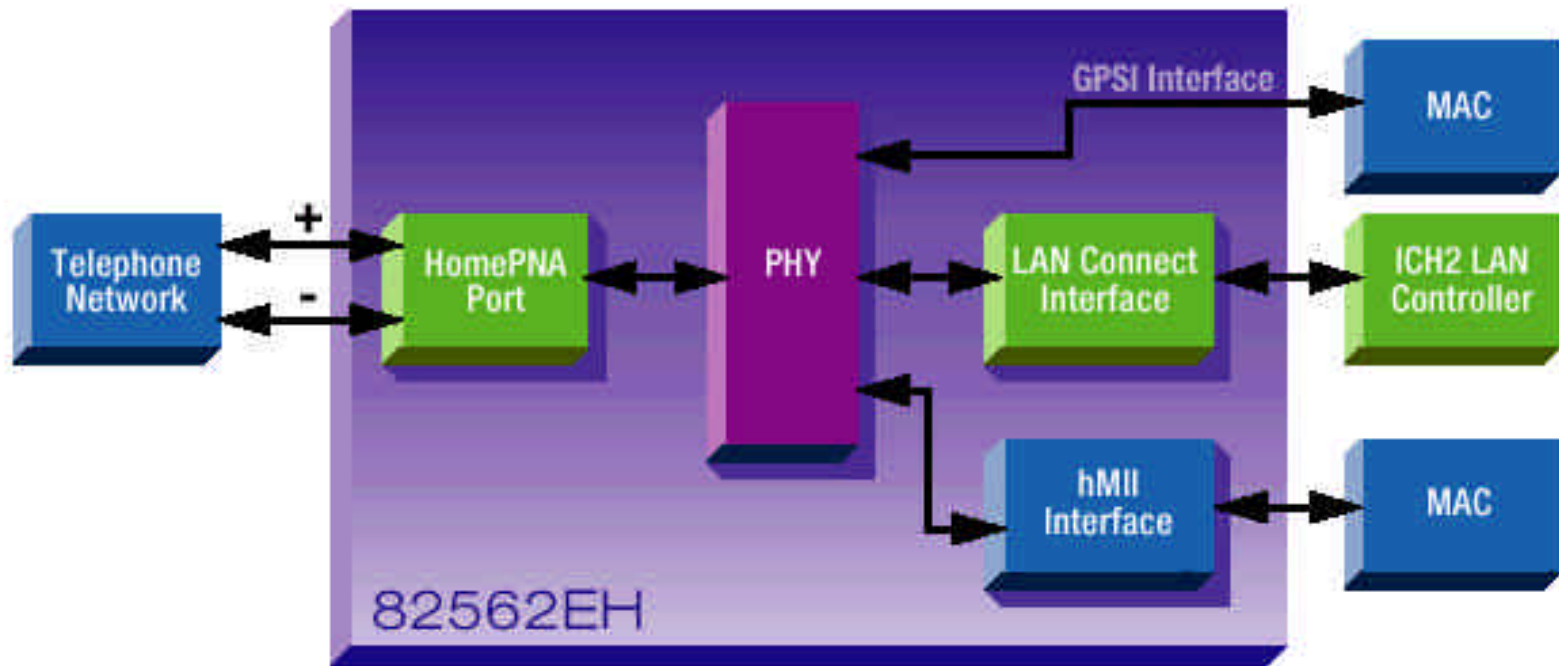 GPSI Interface
MAC
+
Telephone
Network
-
HomePNA
Port
PHY
LAN Connect
Interface
ICH2 LAN
Controller
hMII
Interface
MAC
82562EH